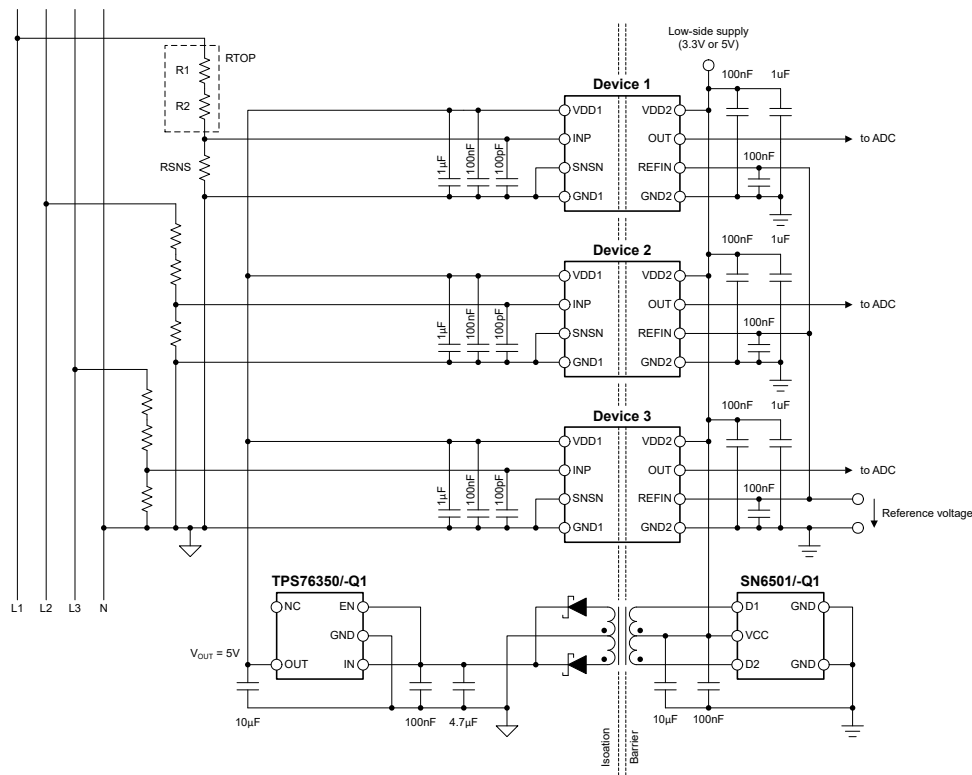 Low-side supply
(3.3V or 5V)
RTOP
R1
R2
RSNS
Device 1
100nF
1uF
VDD1
VDD2
INP
OUT
to ADC
SNSN
REFIN
100nF
GND1
GND2
1µF
100nF
100pF
Device 2
100nF
1uF
VDD1
VDD2
INP
OUT
to ADC
SNSN
REFIN
100nF
GND1
GND2
1µF
100nF
100pF
Device 3
100nF
1uF
VDD1
VDD2
INP
OUT
to ADC
SNSN
REFIN
100nF
GND1
GND2
1µF
100nF
100pF
Reference voltage
L1
L2
L3
N
TPS76350/-Q1
NC
EN
GND
OUT
IN
VOUT = 5V
10µF
100nF
4.7µF
SN6501/-Q1
D1
GND
VCC
D2
GND
10µF
100nF
Isoation
Barrier